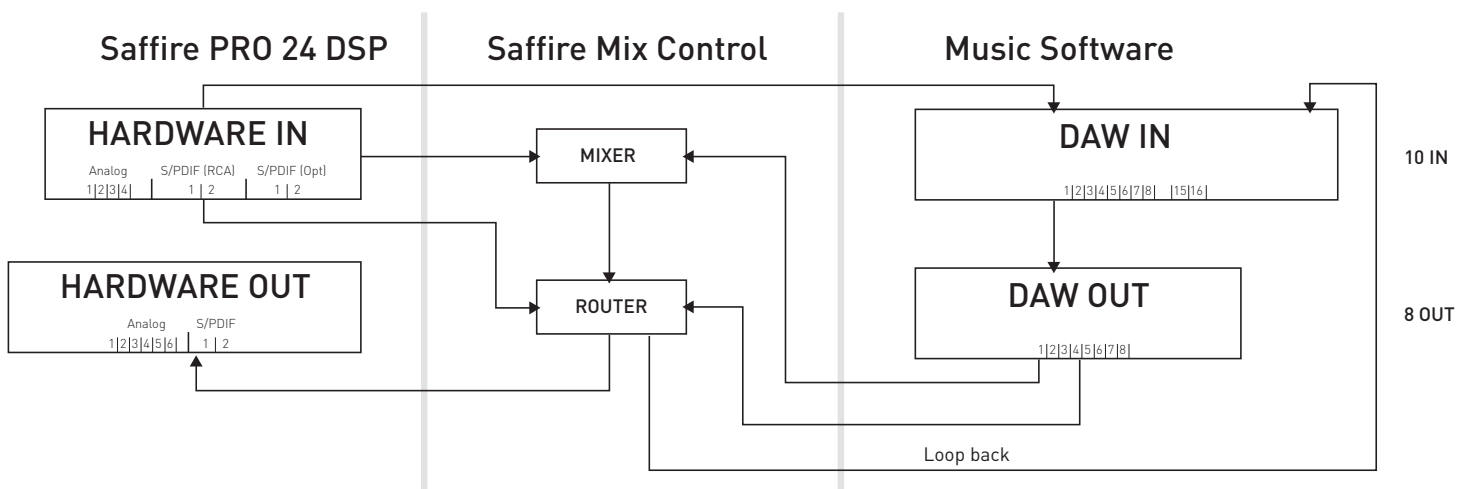 Saffire PRO 24 DSP
Saffire Mix Control
Music Software
HARDWARE IN
Analog
S/PDIF (RCA)
S/PDIF (Opt)
1|2|3|4|
1 | 2
1 | 2
MIXER
DAW IN
1|2|3|4|5|6|7|8| |15|16|
10 IN
HARDWARE OUT
Analog
S/PDIF
1|2|3|4|5|6|
1 | 2
ROUTER
DAW OUT
1|2|3|4|5|6|7|8|
8 OUT
Loop back